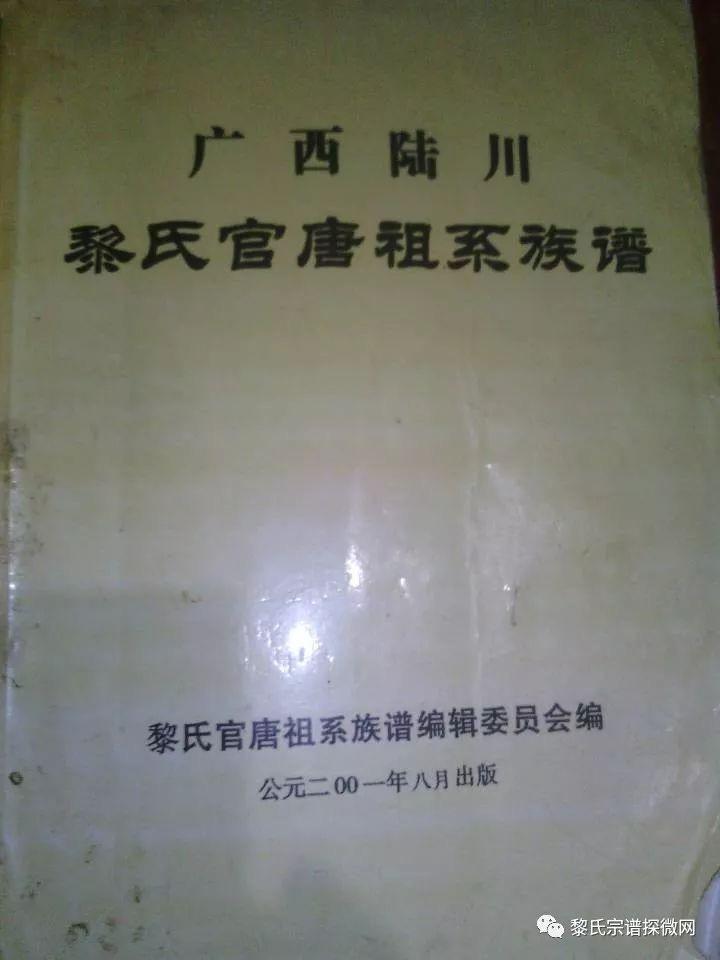 广西陆川
黎氏官唐祖系族谱
黎氏官唐祖系族谱编辑委员会编
公元二00一年八月出版
黎氏宗谱探微网